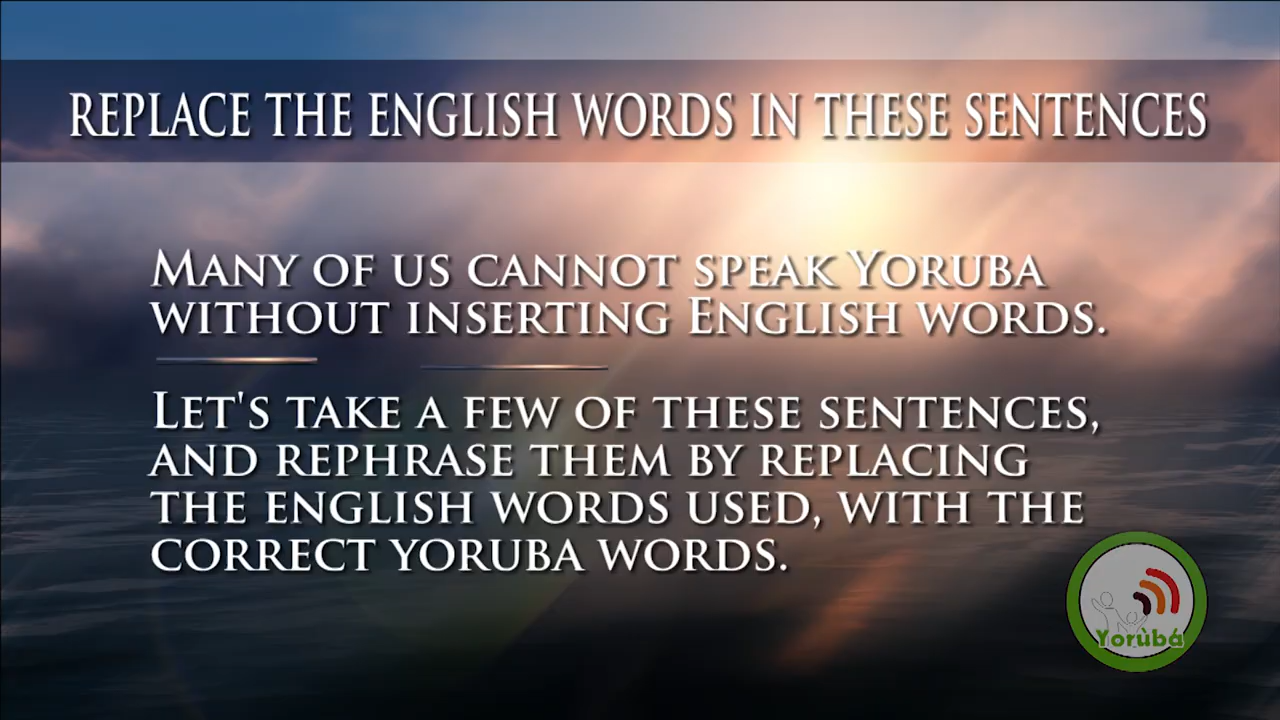 REPLACE THE ENGLISH WORDS IN THESE SENTENCES
MANY OF US CANNOT SPEAK YORUBA
WITHOUT INSERTING ENGLISH WORDS.
LET'S TAKE A FEW OF THESE SENTENCES,
AND REPHRASE THEM BY REPLACING
THE ENGLISH WORDS USED, WITH THE
CORRECT YORUBA WORDS.
Yorùbá